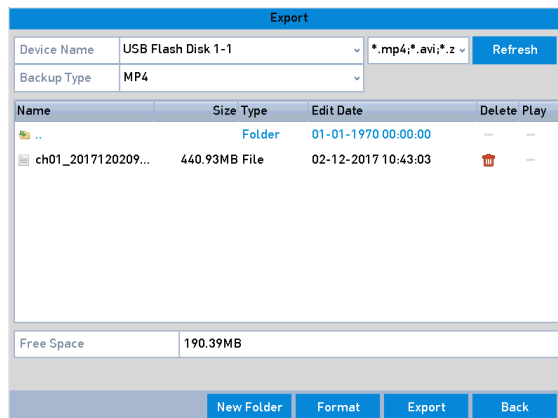 Export
Device Name USB Flash Disk 1-1 *.mp4;*.avi;*.z Refresh
Backup Type MP4
Name Size Type Edit Date Delete Play
.. Folder 01-01-1970 00:00:00 — —
ch01_2017120209... 440.93MB File 02-12-2017 10:43:03 —
Free Space 190.39MB
New Folder Format Export Back